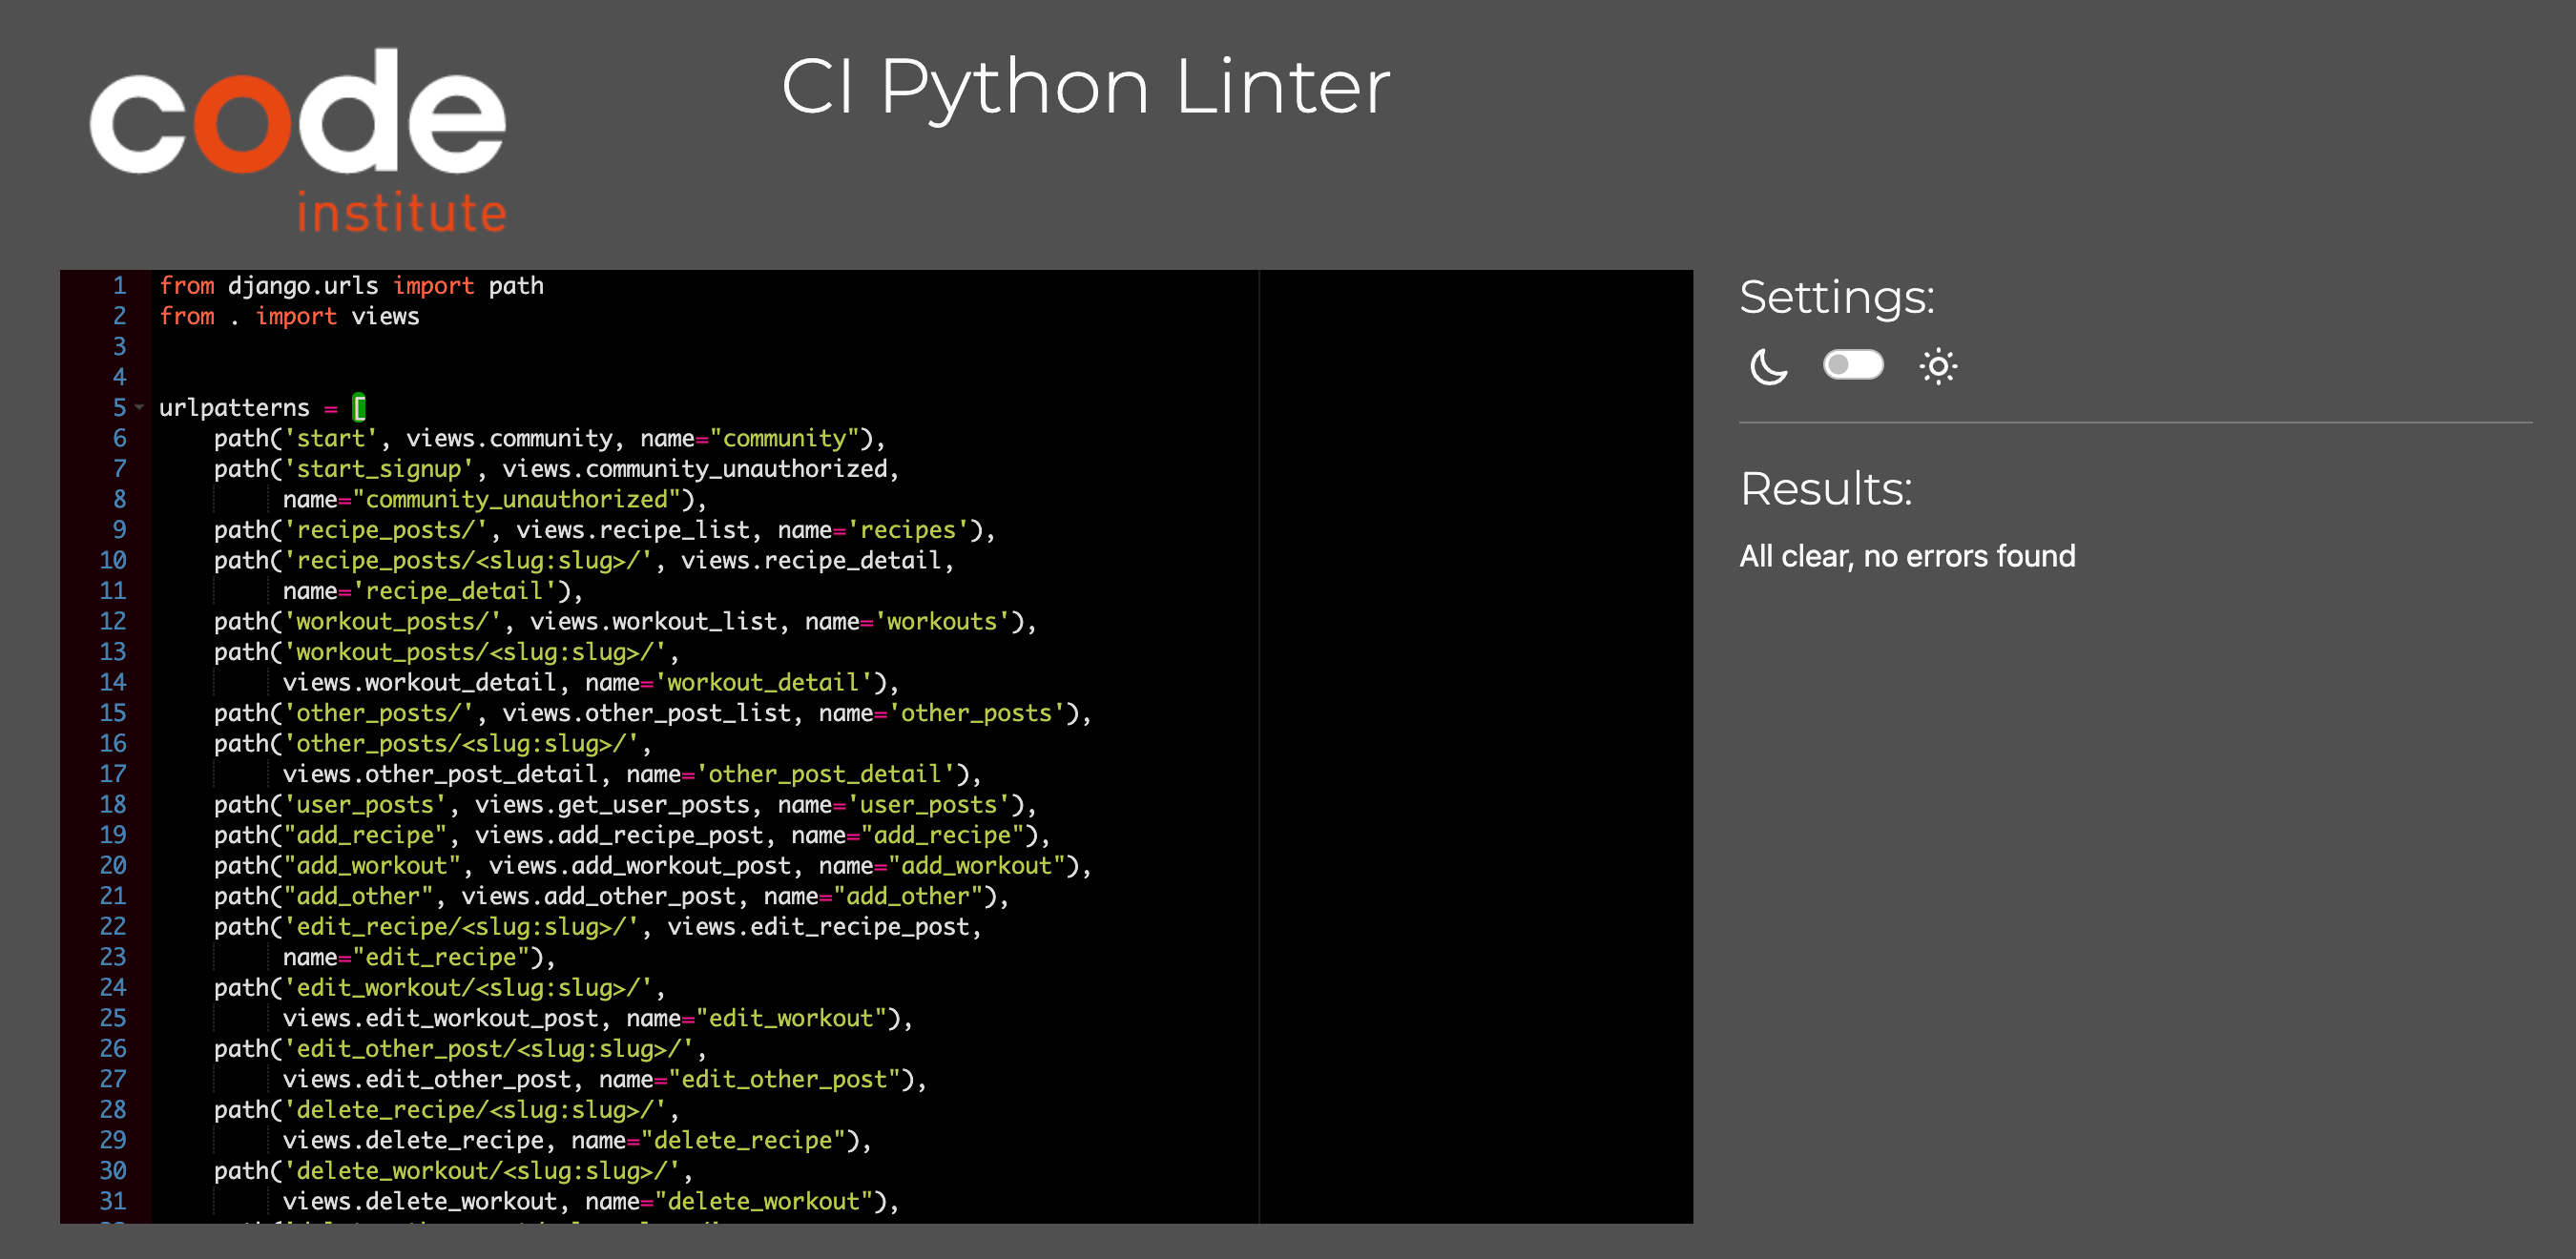 code
institute
CI Python Linter
1 from django.urls import path
2 from . import views
3
4
5 urlpatterns = [
6     path('start', views.community, name="community"),
7     path('start_signup', views.community_unauthorized,
8          name="community_unauthorized"),
9     path('recipe_posts/', views.recipe_list, name='recipes'),
10     path('recipe_posts/<slug:slug>/', views.recipe_detail,
11          name='recipe_detail'),
12     path('workout_posts/', views.workout_list, name='workouts'),
13     path('workout_posts/<slug:slug>/',
14          views.workout_detail, name='workout_detail'),
15     path('other_posts/', views.other_post_list, name='other_posts'),
16     path('other_posts/<slug:slug>/',
17          views.other_post_detail, name='other_post_detail'),
18     path('user_posts', views.get_user_posts, name='user_posts'),
19     path("add_recipe", views.add_recipe_post, name="add_recipe"),
20     path("add_workout", views.add_workout_post, name="add_workout"),
21     path("add_other", views.add_other_post, name="add_other"),
22     path('edit_recipe/<slug:slug>/', views.edit_recipe_post,
23          name="edit_recipe"),
24     path('edit_workout/<slug:slug>/',
25          views.edit_workout_post, name="edit_workout"),
26     path('edit_other_post/<slug:slug>/',
27          views.edit_other_post, name="edit_other_post"),
28     path('delete_recipe/<slug:slug>/',
29          views.delete_recipe, name="delete_recipe"),
30     path('delete_workout/<slug:slug>/',
31          views.delete_workout, name="delete_workout"),
Settings:
Results:
All clear, no errors found